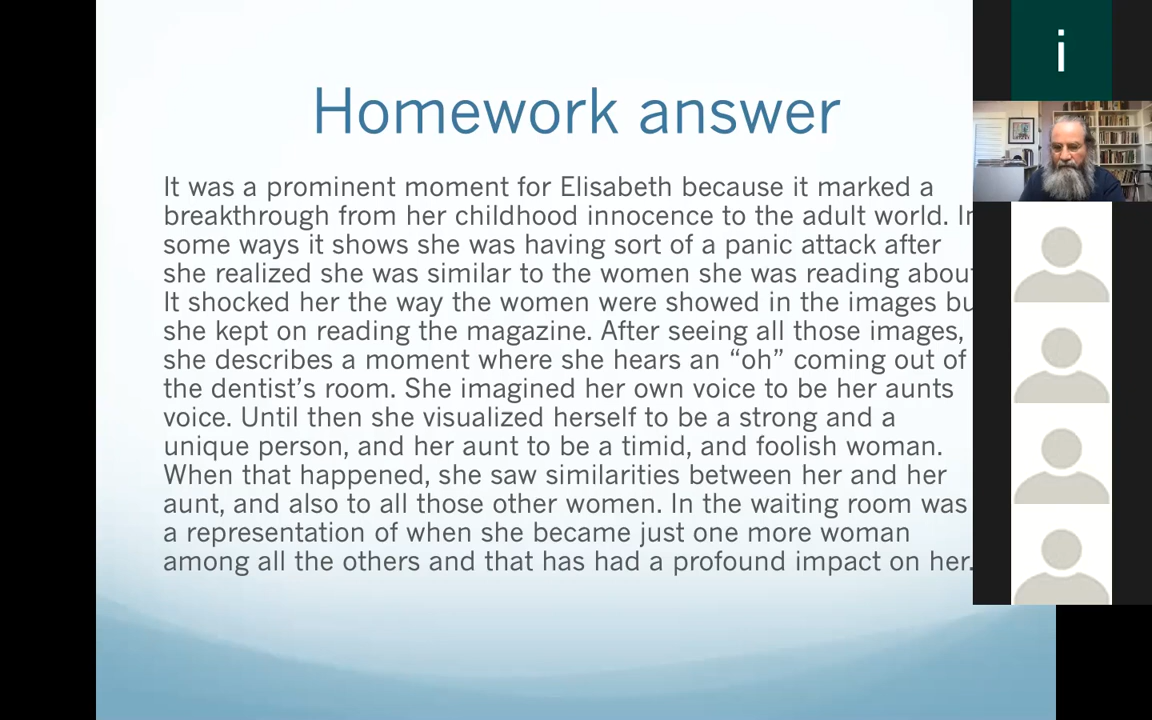 Homework answer
It was a prominent moment for Elisabeth because it marked a
breakthrough from her childhood innocence to the adult world.
some ways it shows she was having sort of a panic attack after
she realized she was similar to the women she was reading
It shocked her the way the women were showed in the images
she kept on reading the magazine. After seeing all those images,
she describes a moment where she hears an “oh” coming out of
the dentist’s room. She imagined her own voice to be her aunts
voice. Until then she visualized herself to be a strong and a
unique person, and her aunt to be a timid, and foolish woman.
When that happened, she saw similarities between her and her
aunt, and also to all those other women. In the waiting room was
a representation of when she became just one more woman
among all the others and that has had a profound impact on her.
i